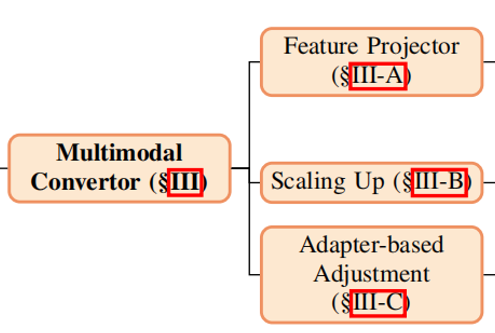 Feature Projector
(§III-A)
Multimodal
Convertor (§III)
Scaling Up (§III-B)
Adapter-based
Adjustment
(§III-C)